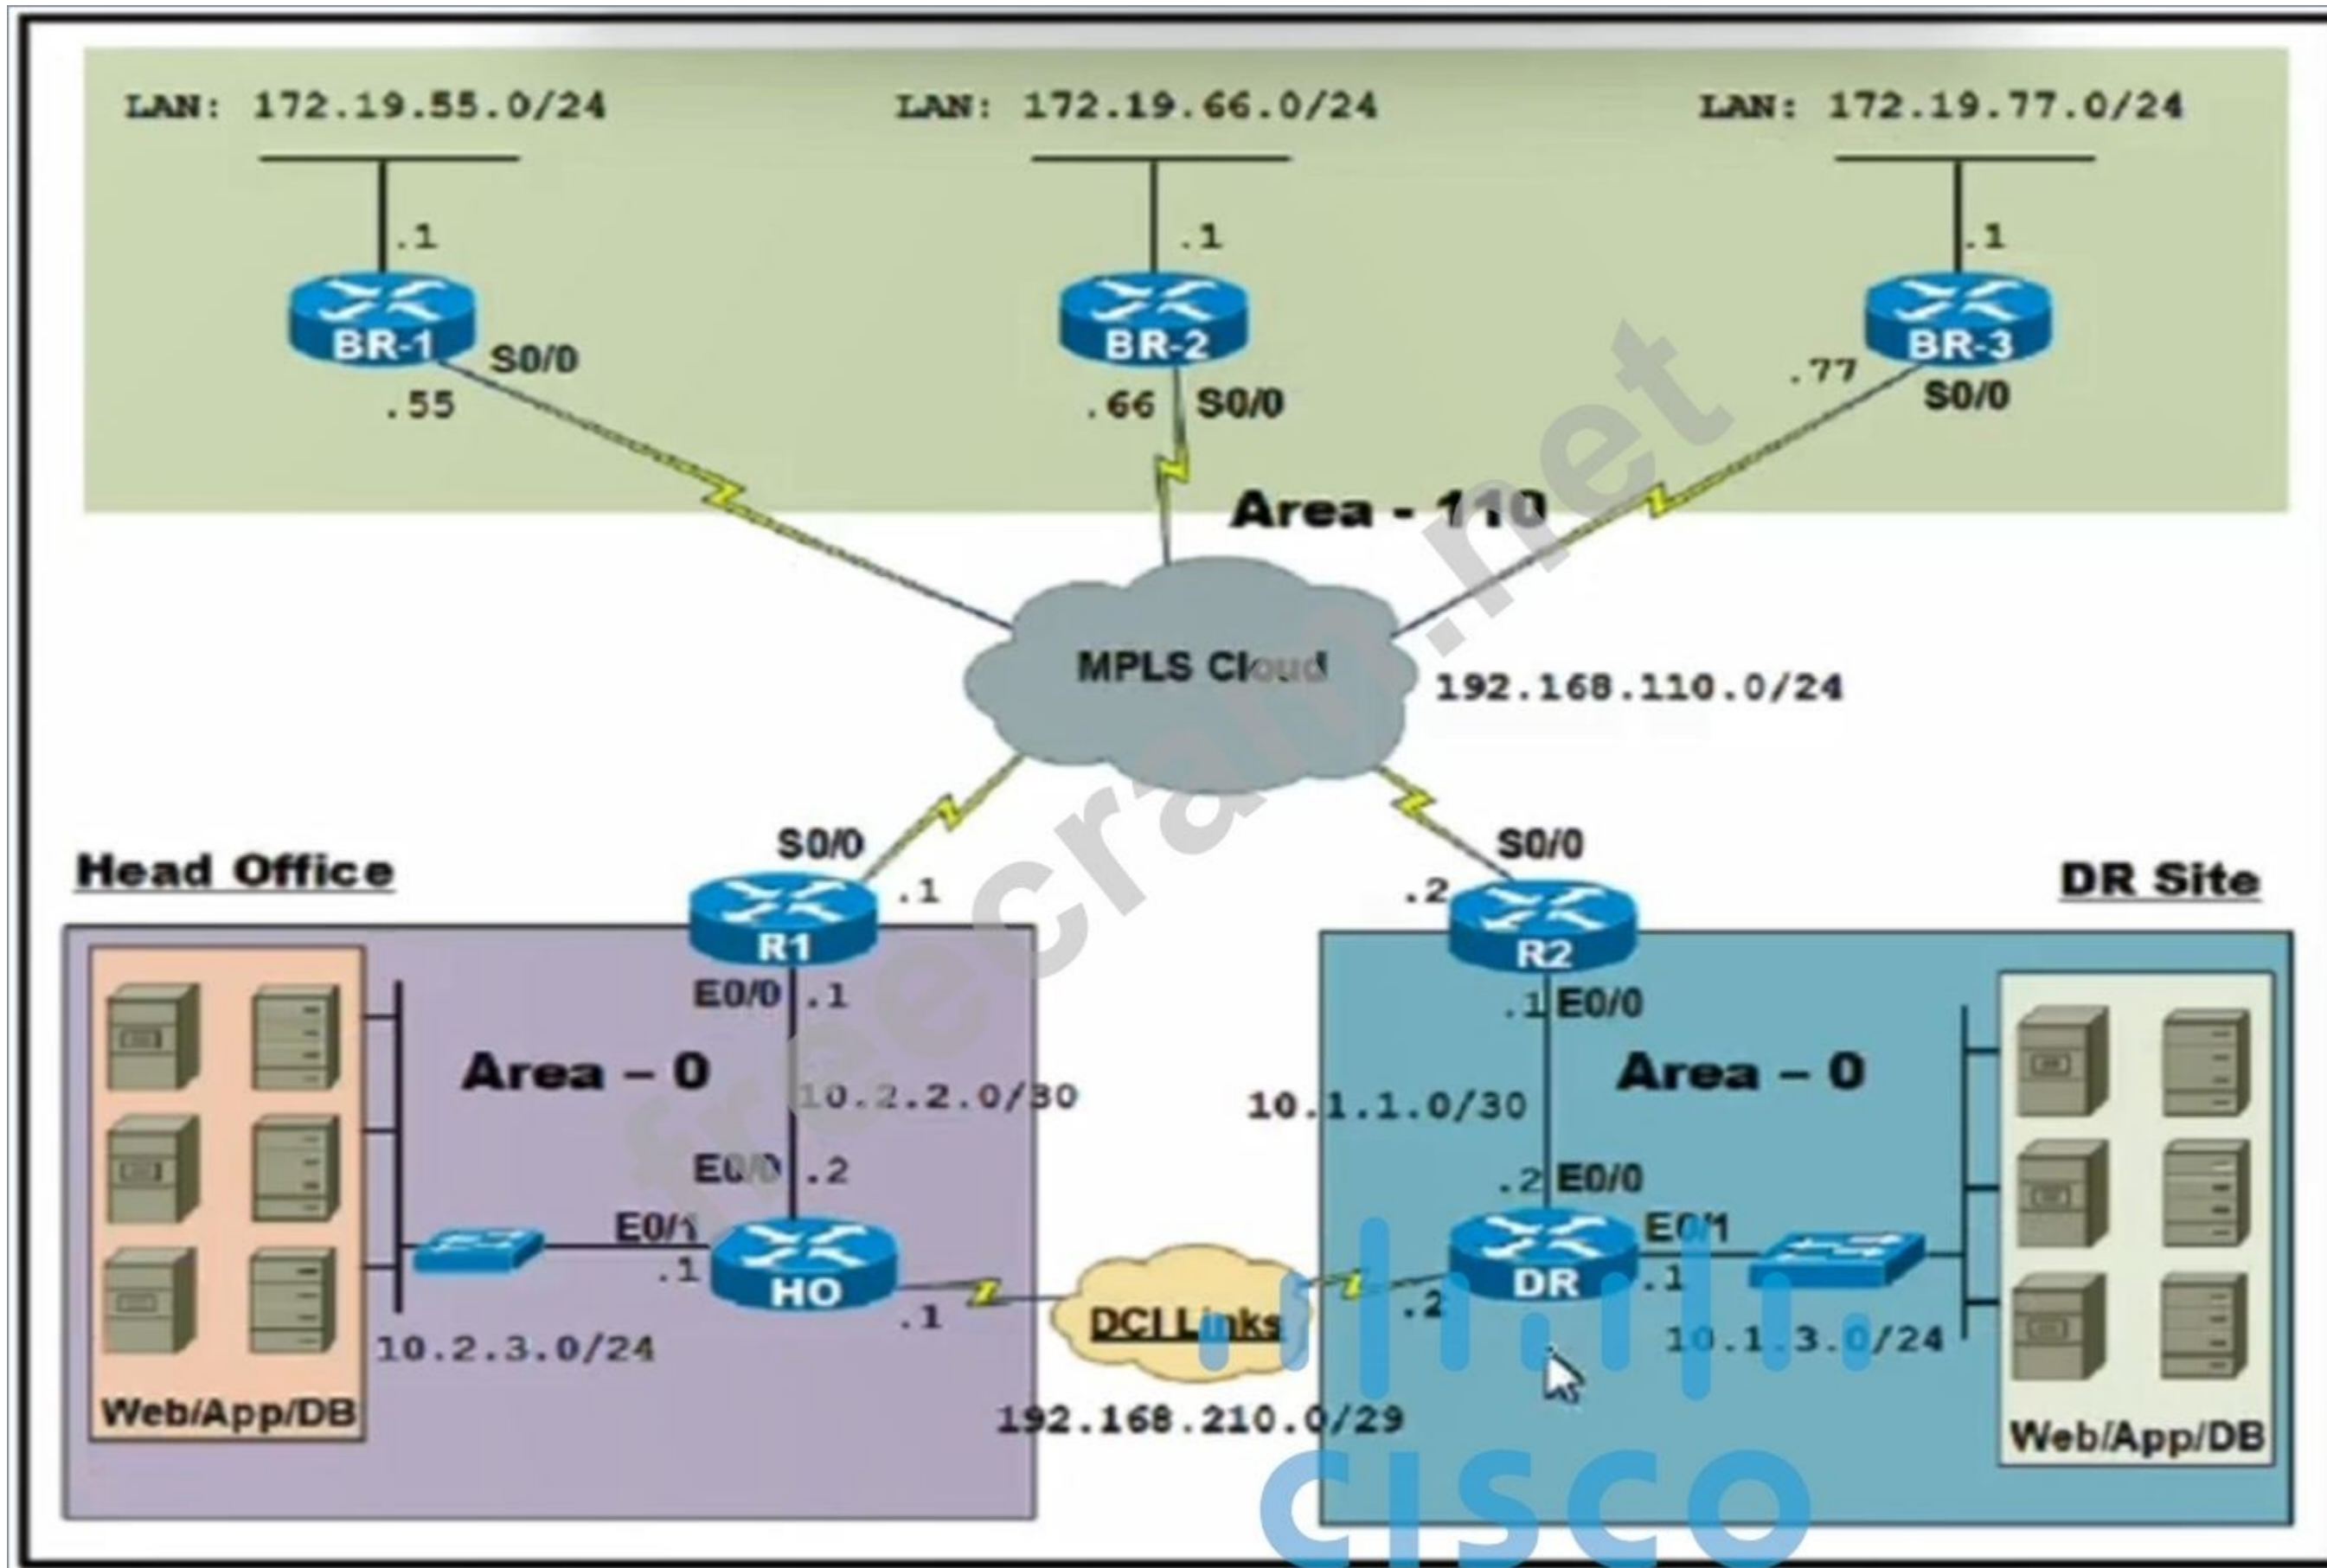 LAN: 172.19.55.0/24
LAN: 172.19.66.0/24
LAN: 172.19.77.0/24
.1
.1
.1
BR-1
BR-2
BR-3
S0/0
.55
.66
S0/0
.77
S0/0
Area - 110
MPLS Cloud
192.168.110.0/24
Head Office
S0/0
.1
S0/0
.2
DR Site
R1
R2
E0/0
.1
.1
E0/0
Area - 0
Area - 0
10.2.2.0/30
10.1.1.0/30
E0/0
.2
.2
E0/0
E0/1
.1
HO
.1
DCI Links
.2
DR
E0/1
.1
10.2.3.0/24
10.1.3.0/24
Web/App/DB
192.168.210.0/29
Web/App/DB
freecram.net
CISCO